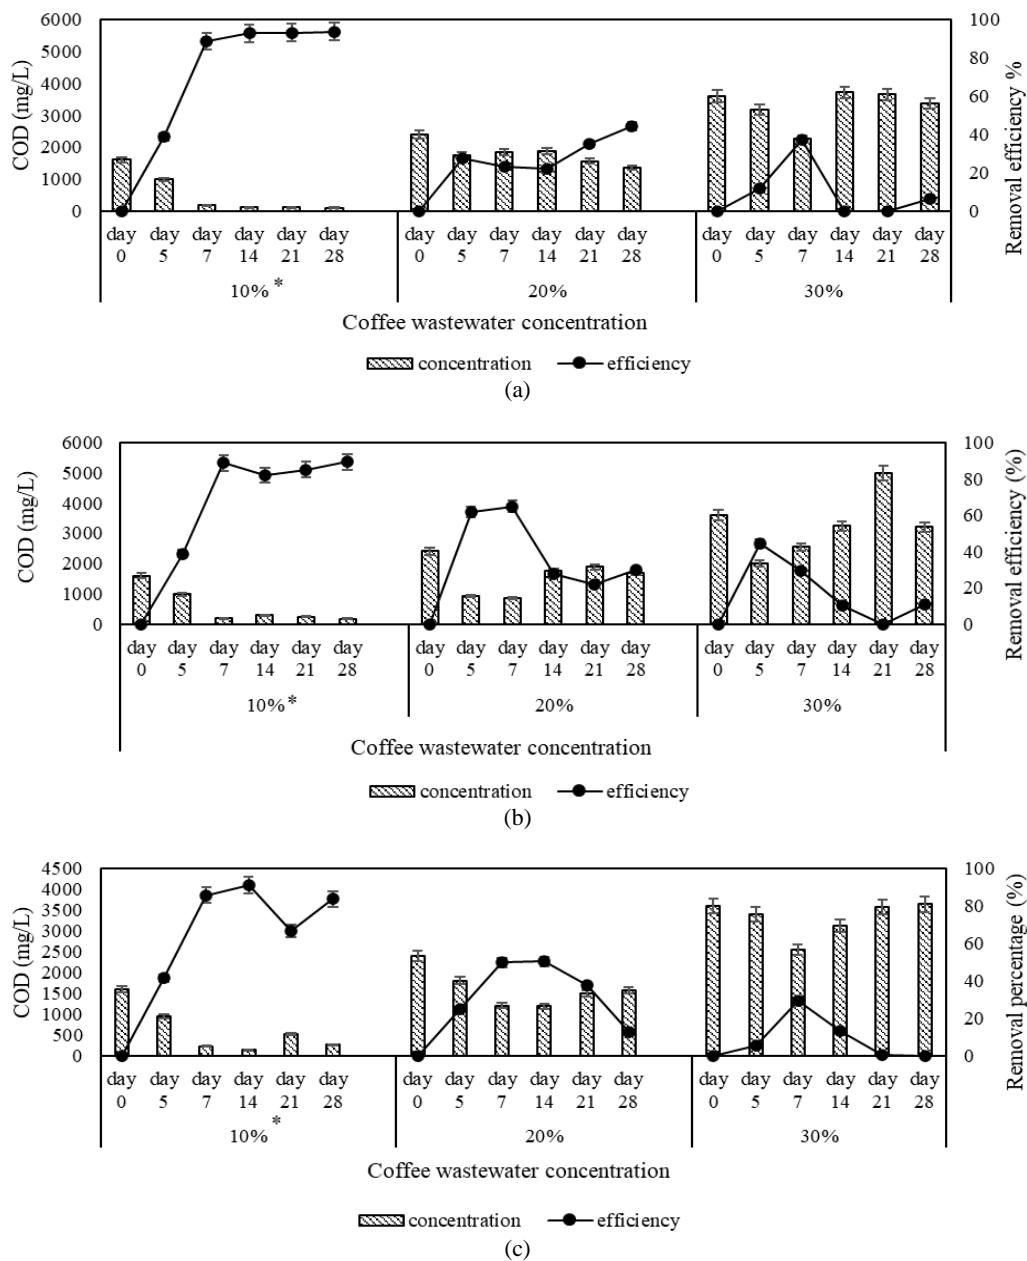 COD (mg/L)
6000
5000
4000
3000
2000
1000
0
100
80
60
40
20
0
Removal efficiency %
day day day day day day day day day day day day day day day day day day
0 5 7 14 21 28 0 5 7 14 21 28 0 5 7 14 21 28
10% * 20% 30%
Coffee wastewater concentration
concentration efficiency
(a)
COD (mg/L)
6000
5000
4000
3000
2000
1000
0
100
80
60
40
20
0
Removal efficiency (%)
day day day day day day day day day day day day day day day day day day
0 5 7 14 21 28 0 5 7 14 21 28 0 5 7 14 21 28
10% * 20% 30%
Coffee wastewater concentration
concentration efficiency
(b)
COD (mg/L)
4500
4000
3500
3000
2500
2000
1500
1000
500
0
100
80
60
40
20
0
Removal percentage (%)
day day day day day day day day day day day day day day day day day day
0 5 7 14 21 28 0 5 7 14 21 28 0 5 7 14 21 28
10% * 20% 30%
Coffee wastewater concentration
concentration efficiency
(c)